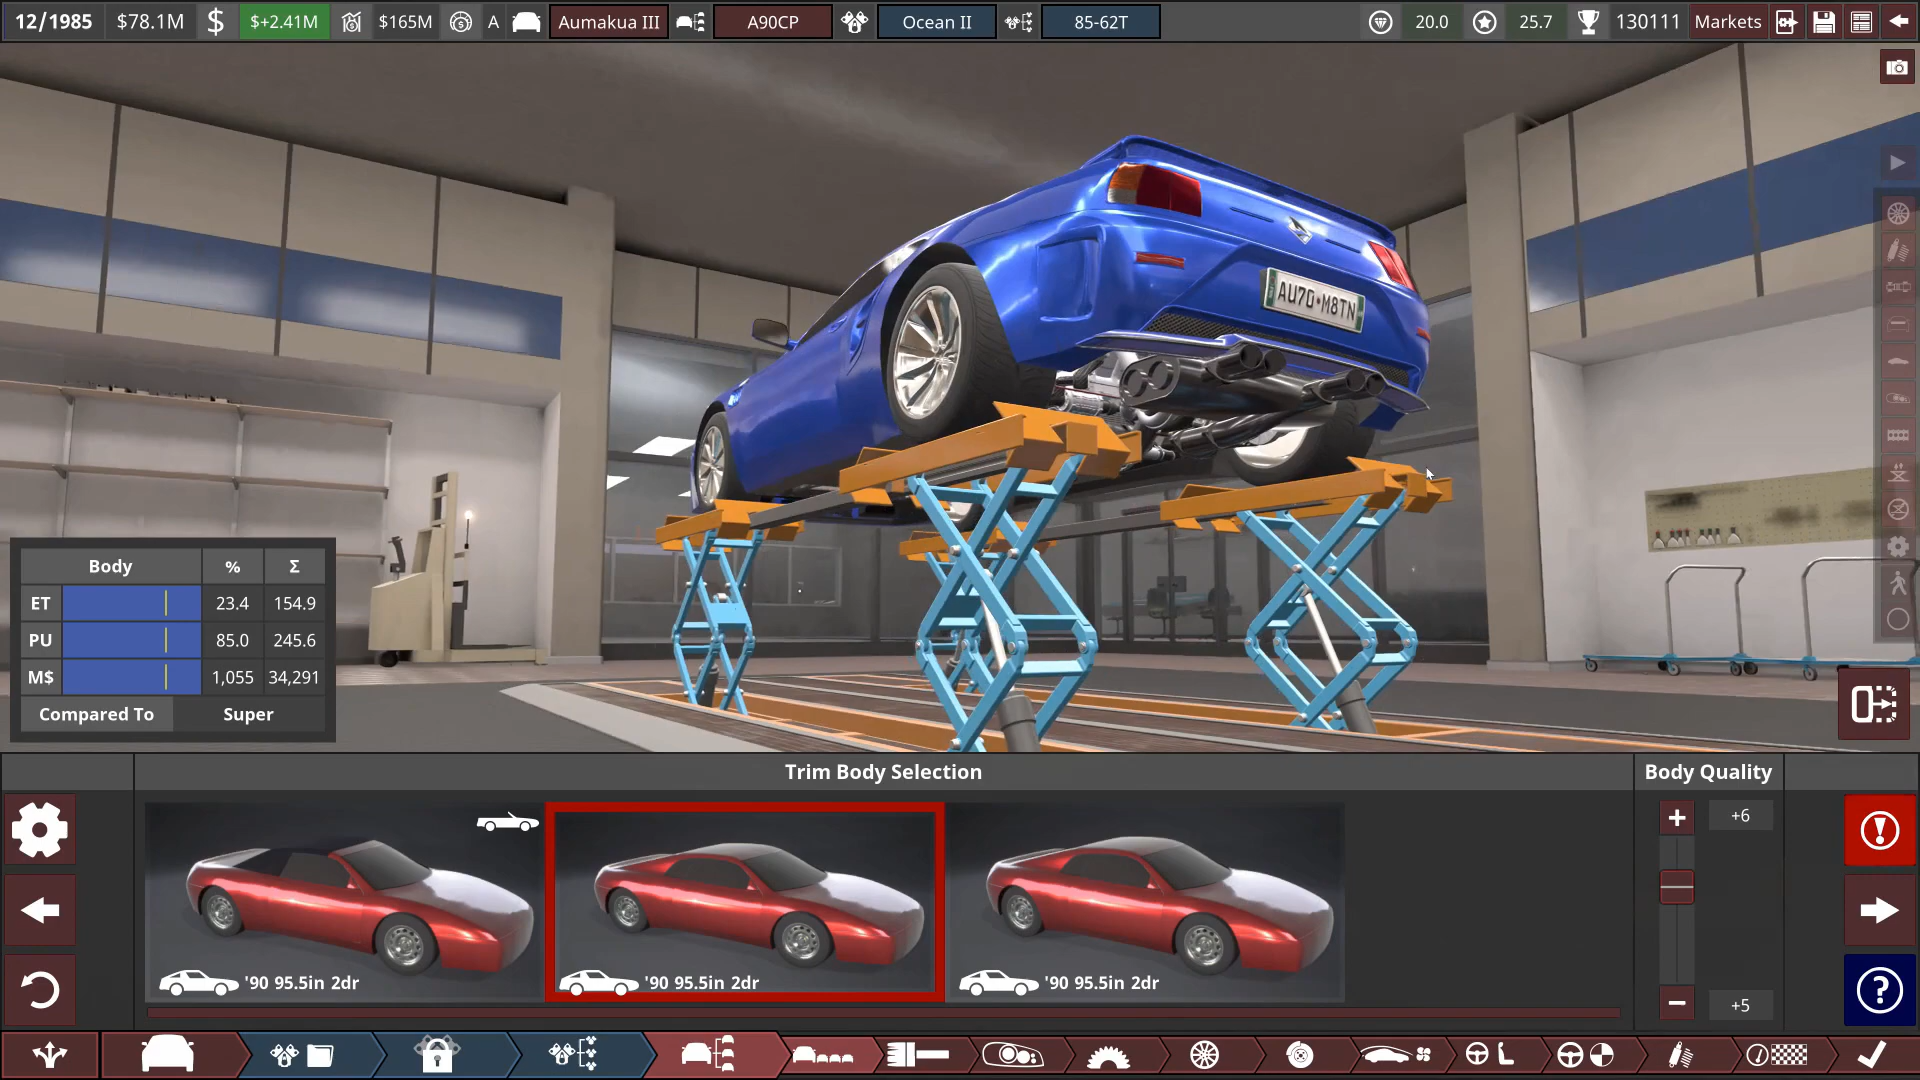 12/1985 $78.1M $+2.41M $165M A Aumakua III A90CP Ocean II 85-62T 20.0 25.7 130111 Markets
AU70·M8TN
Body % Σ
ET 23.4 154.9
PU 85.0 245.6
M$ 1,055 34,291
Compared To Super
Trim Body Selection Body Quality
+6
'90 95.5in 2dr '90 95.5in 2dr '90 95.5in 2dr
+5